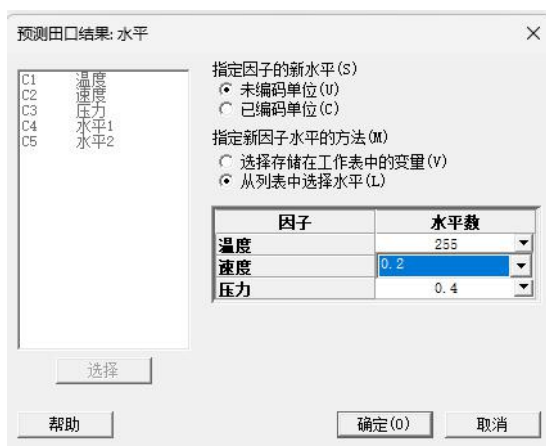 预测田口结果: 水平
C1 温度
C2 速度
C3 压力
C4 水平1
C5 水平2
选择
指定因子的新水平(S)
未编码单位(U)
已编码单位(C)
指定新因子水平的方法(M)
选择存储在工作表中的变量(V)
从列表中选择水平(L)
因子 水平数
温度 255
速度 0.2
压力 0.4
帮助 确定(O) 取消